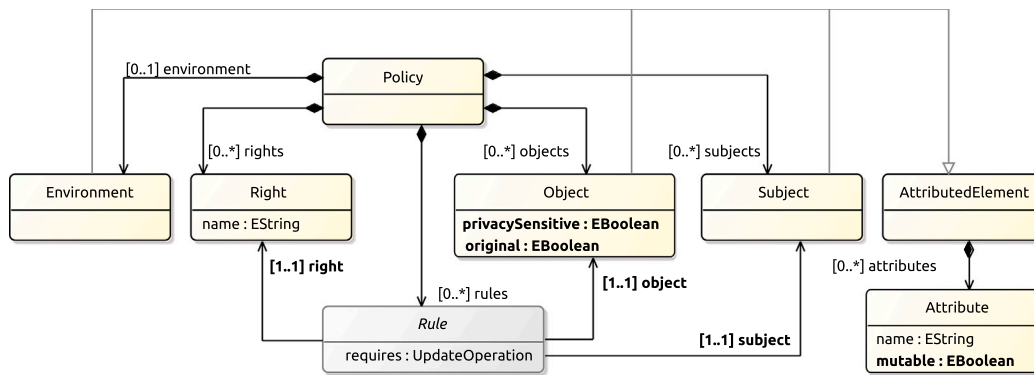 [0..1] environment
Policy
[0..*] rights
[0..*] objects
[0..*] subjects
Environment
Right
name : EString
Object
privacySensitive : EBoolean
original : EBoolean
Subject
AttributedElement
[1..1] right
[0..*] rules
[1..1] object
[0..*] attributes
Rule
requires : UpdateOperation
[1..1] subject
Attribute
name : EString
mutable : EBoolean